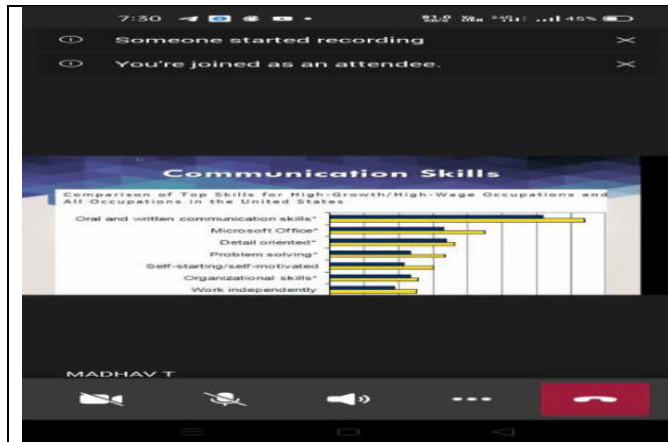 7:30
45%
Someone started recording
You're joined as an attendee.
Communication Skills
Comparison of Top Skills for High-Growth/High-Wage Occupations and
All Occupations in the United States
Oral and written communication skills*
Microsoft Office*
Detail oriented*
Problem solving*
Self-starting/self-motivated
Organizational skills*
Work independently
MADHAV T